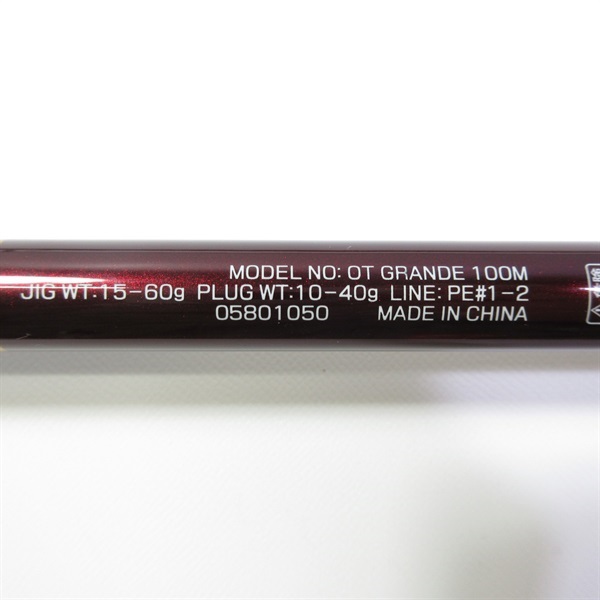 MODEL NO: OT GRANDE 100M
JIG WT:15-60g PLUG WT:10-40g LINE: PE#1-2
05801050 MADE IN CHINA